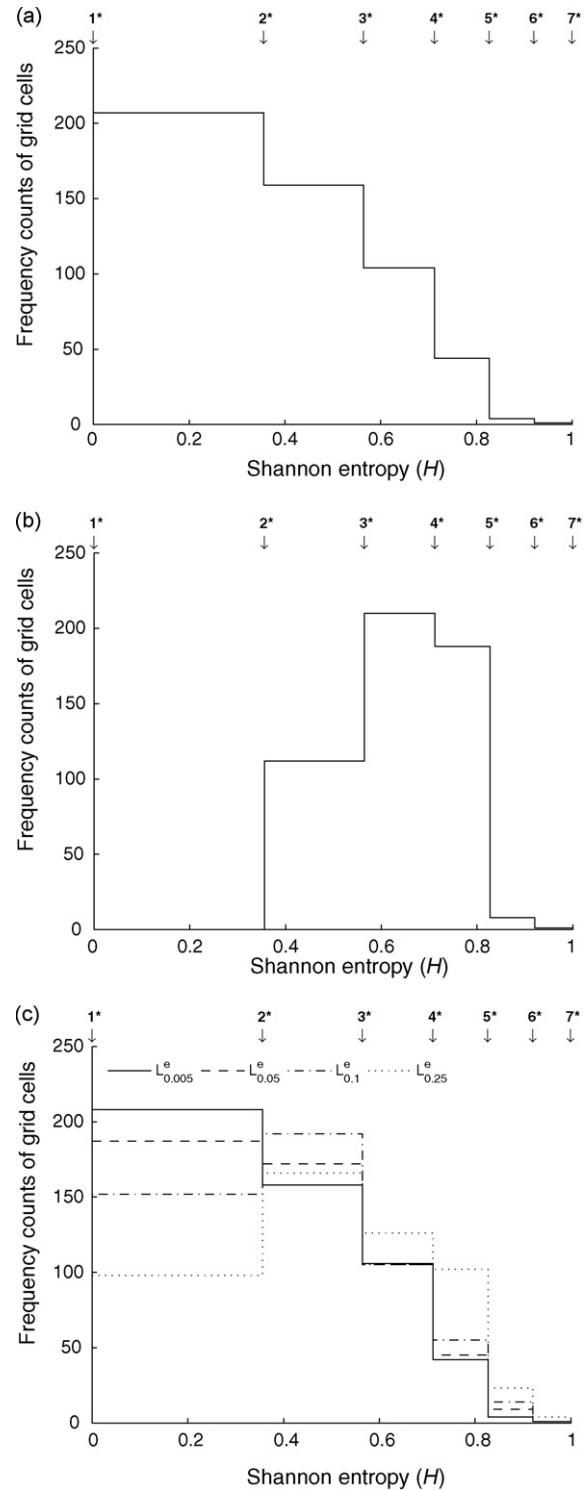 (a)
1* 2* 3* 4* 5* 6* 7*
Frequency counts of grid cells
250
200
150
100
50
0
0 0.2 0.4 0.6 0.8 1
Shannon entropy (H)
(b)
1* 2* 3* 4* 5* 6* 7*
Frequency counts of grid cells
250
200
150
100
50
0
0 0.2 0.4 0.6 0.8 1
Shannon entropy (H)
(c)
1* 2* 3* 4* 5* 6* 7*
Frequency counts of grid cells
250
L^e_0.005 L^e_0.05 L^e_0.1 L^e_0.25
200
150
100
50
0
0 0.2 0.4 0.6 0.8 1
Shannon entropy (H)